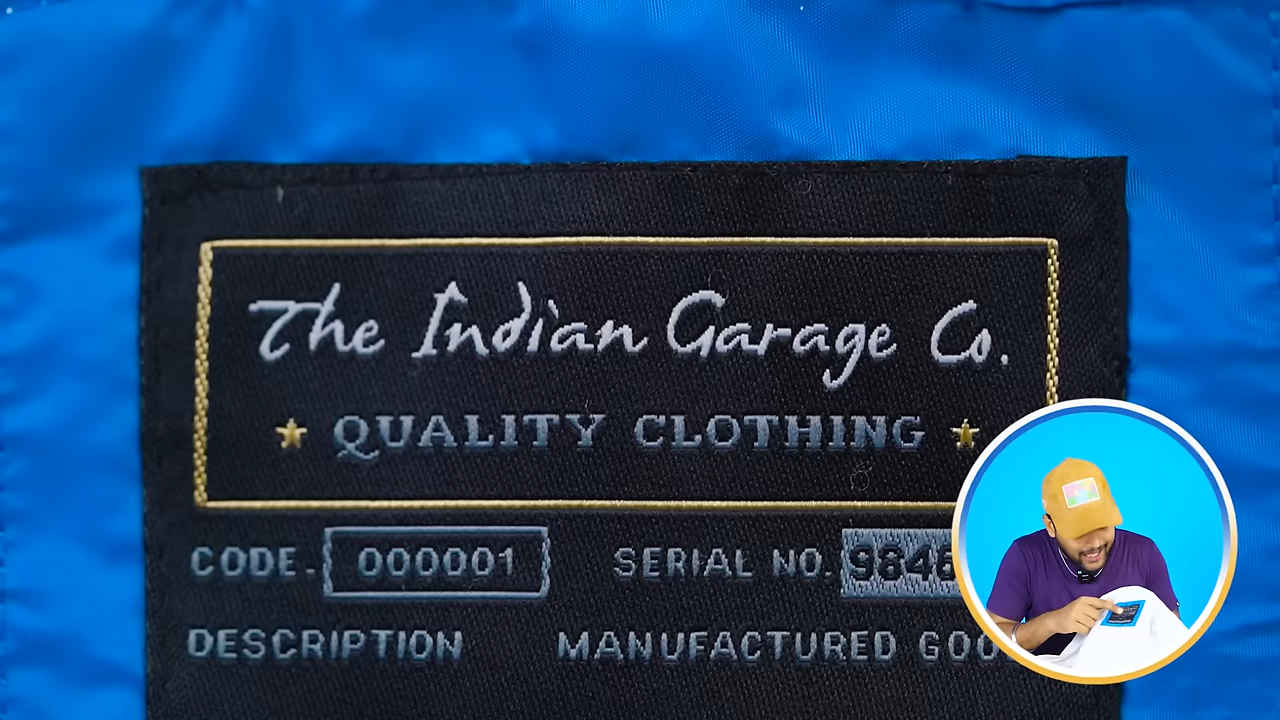 The Indian Garage Co.
QUALITY CLOTHING
CODE. 000001 SERIAL NO.
DESCRIPTION MANUFACTURED